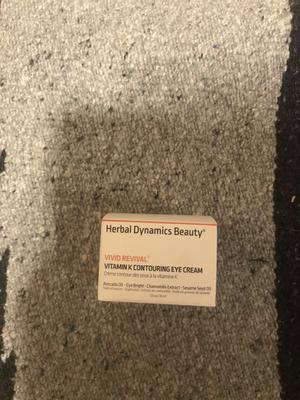 Herbal Dynamics Beauty®
VIVID REVIVAL™
VITAMIN K CONTOURING EYE CREAM
Crème contour des yeux à la vitamine K
Avocado Oil · Eye Bright · Chamomile Extract · Sesame Seed Oil